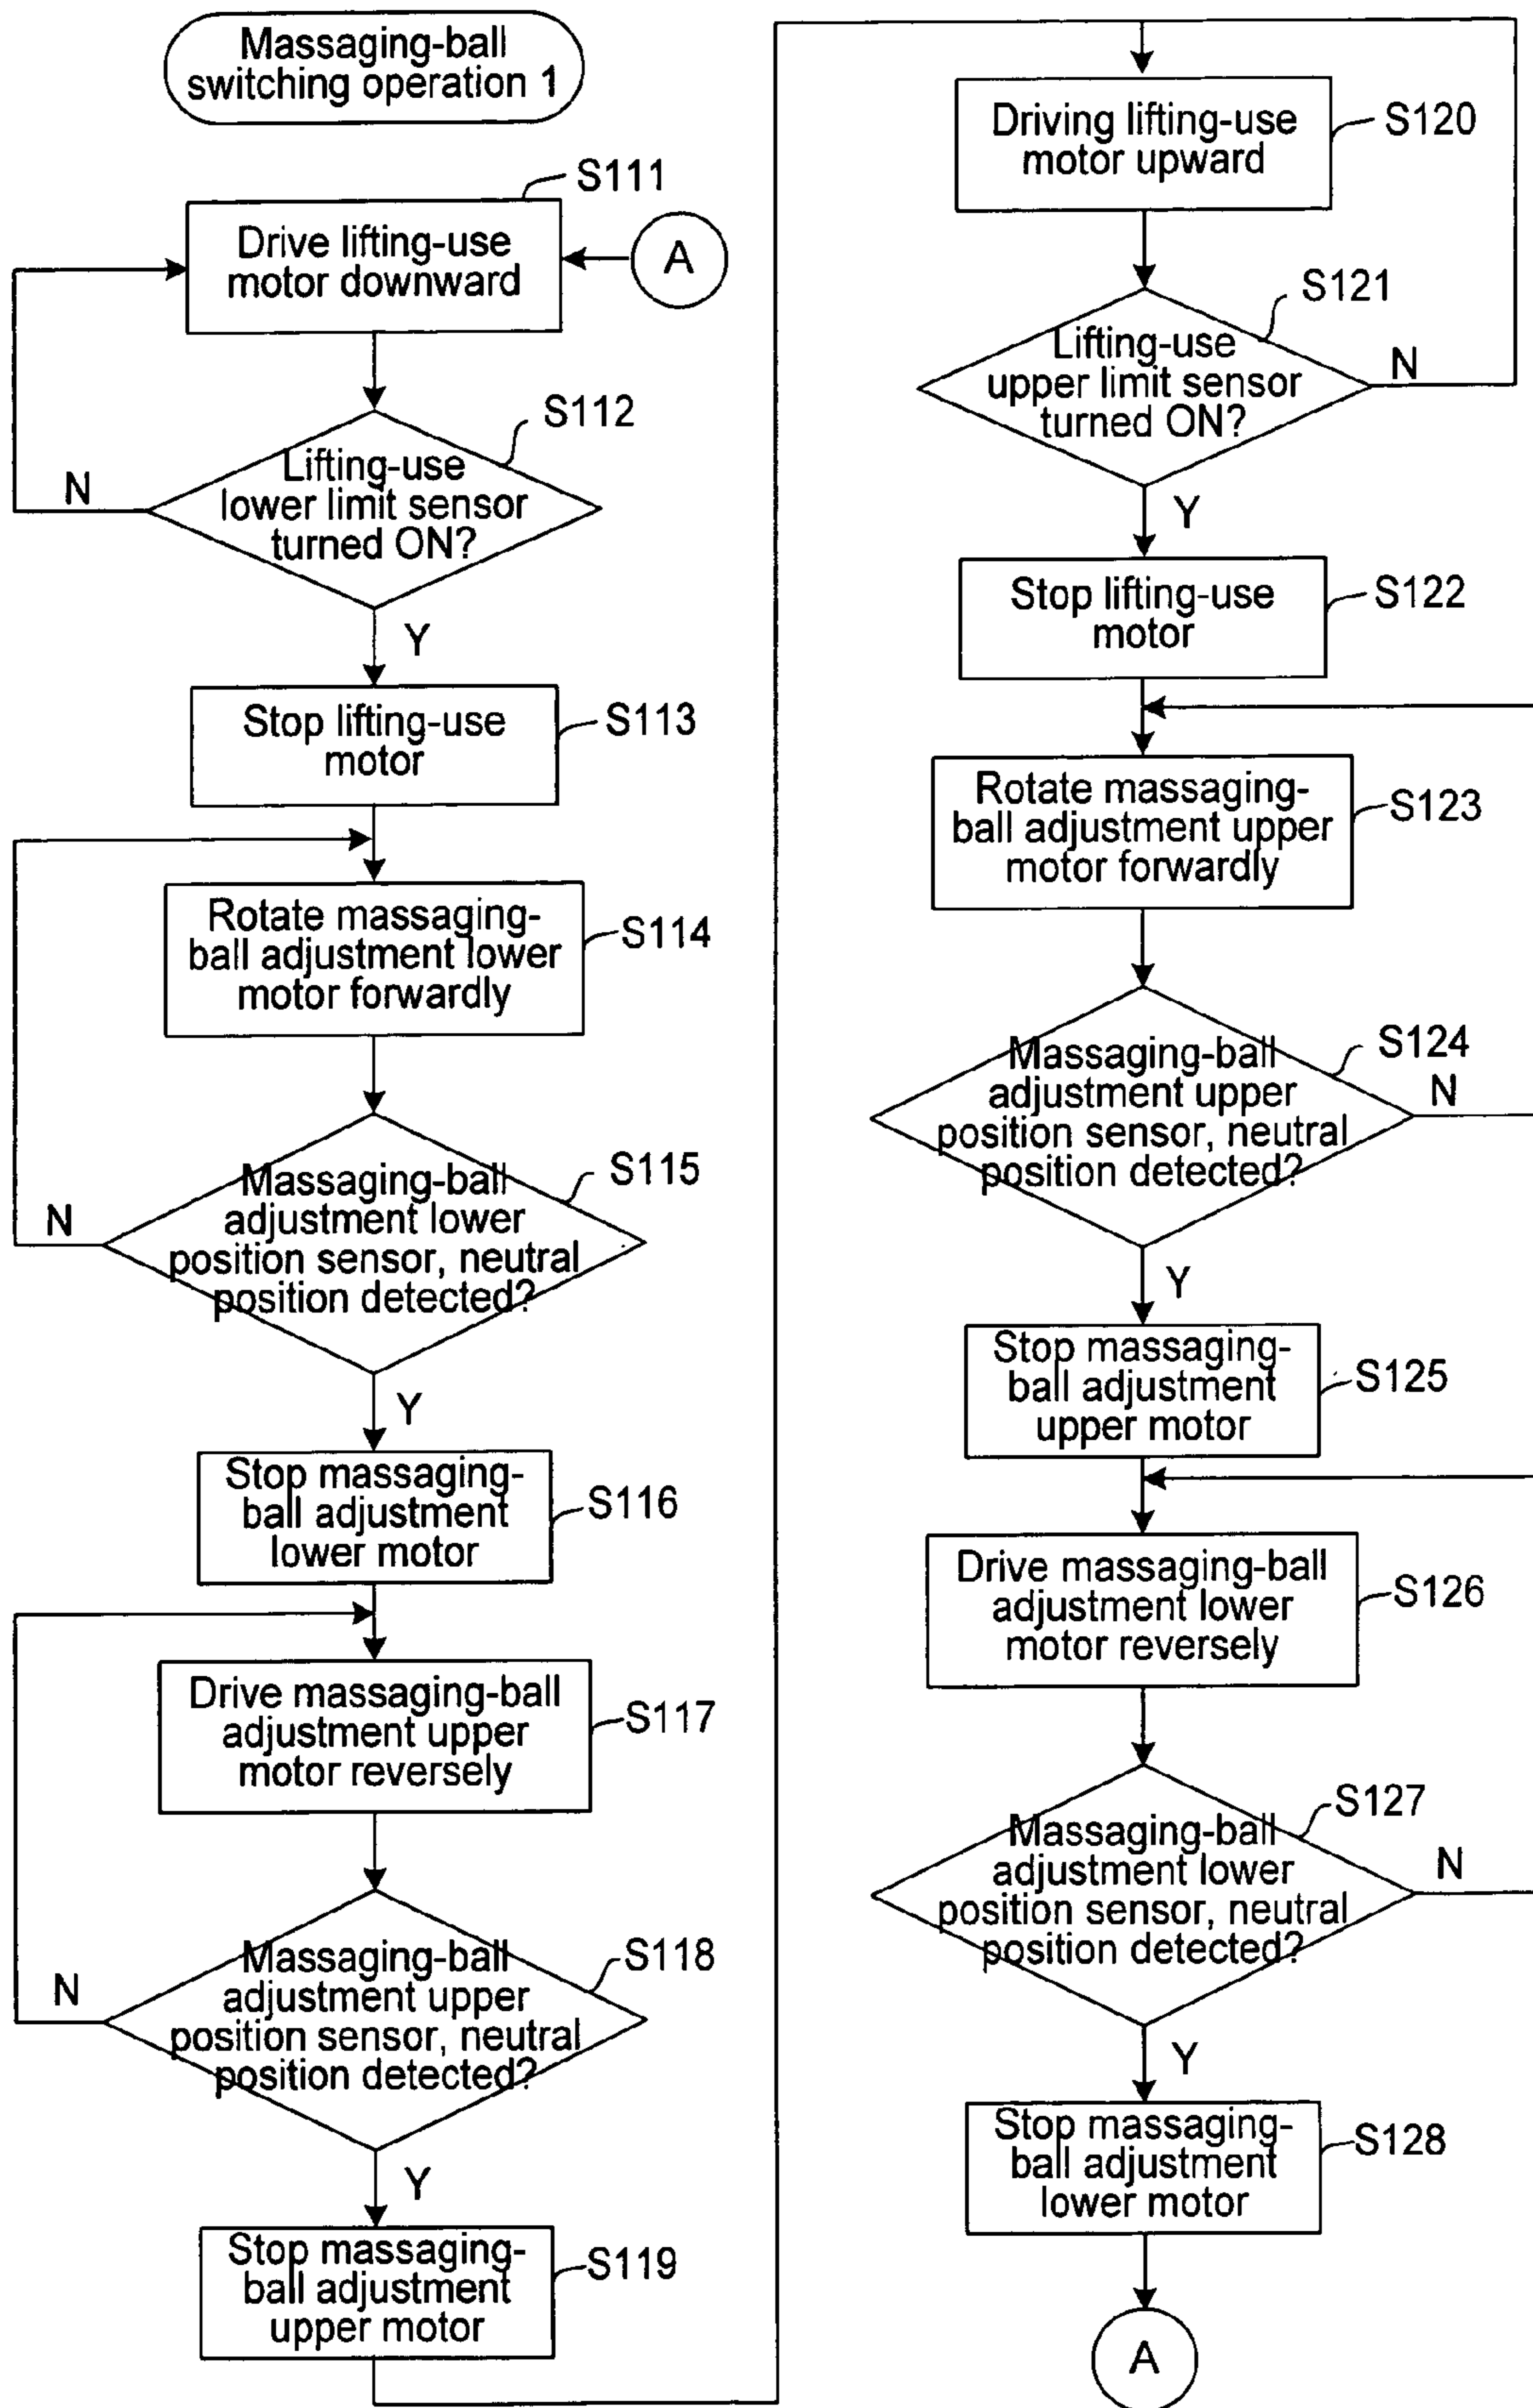 Massaging-ball
switching operation 1
S111
Drive lifting-use
motor downward
A
S112
Lifting-use
lower limit sensor
turned ON?
N
Y
Stop lifting-use
motor
S113
Rotate massaging-
ball adjustment lower
motor forwardly
S114
Massaging-ball
adjustment lower
position sensor, neutral
position detected?
S115
N
Y
Stop massaging-
ball adjustment
lower motor
S116
Drive massaging-ball
adjustment upper
motor reversely
S117
Massaging-ball
adjustment upper
position sensor, neutral
position detected?
S118
N
Y
Stop massaging-
ball adjustment
upper motor
S119
Driving lifting-use
motor upward
S120
S121
Lifting-use
upper limit sensor
turned ON?
N
Y
Stop lifting-use
motor
S122
Rotate massaging-
ball adjustment upper
motor forwardly
S123
Massaging-ball
adjustment upper
position sensor, neutral
position detected?
S124
N
Y
Stop massaging-
ball adjustment
upper motor
S125
Drive massaging-ball
adjustment lower
motor reversely
S126
S127
Massaging-ball
adjustment lower
position sensor, neutral
position detected?
N
Y
Stop massaging-
ball adjustment
lower motor
S128
A